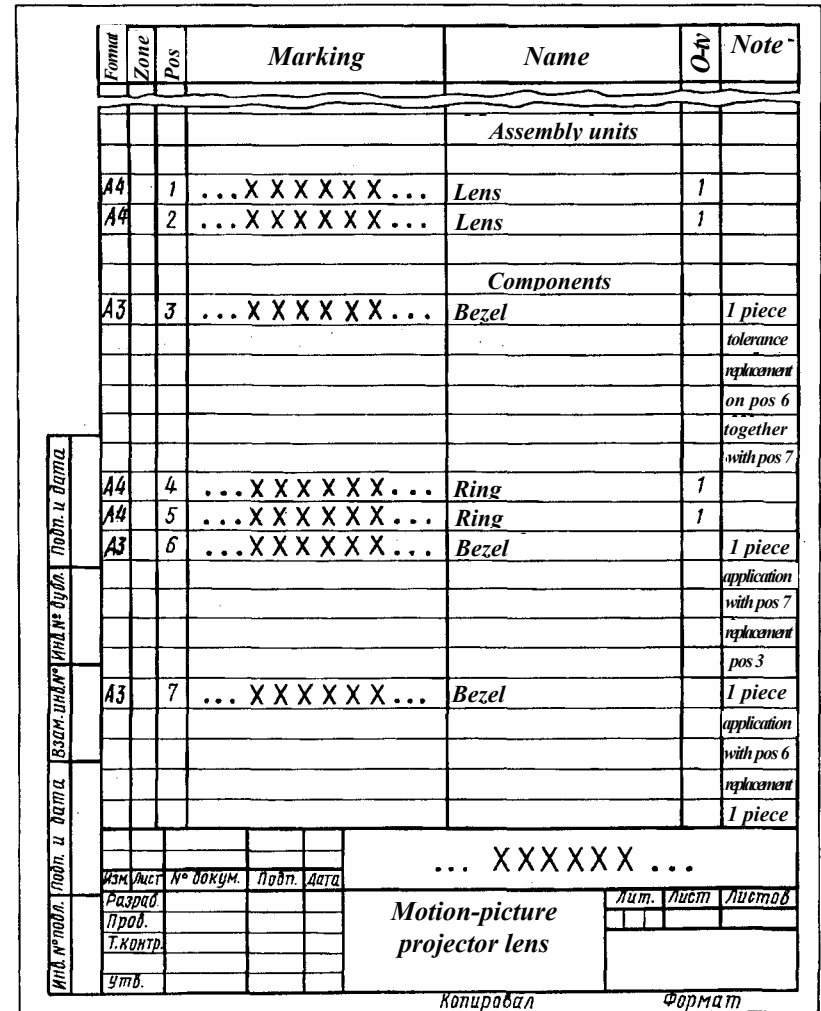 Format Zone Pos Marking Name Q-ty Note
Assembly units
A4 1 ...XXXXXX... Lens 1
A4 2 ...XXXXXX... Lens 1
Components
A3 3 ...XXXXXX... Bezel 1 piece
tolerance
replacement
on pos 6
together
with pos 7
A4 4 ...XXXXXX... Ring 1
A4 5 ...XXXXXX... Ring 1
A3 6 ...XXXXXX... Bezel 1 piece
application
with pos 7
replacement
pos 3
A3 7 ...XXXXXX... Bezel 1 piece
application
with pos 6
replacement
1 piece
Подп. и дата
Инв № дубл.
Взам. инв №
Подп. и дата
Инв. № подл.
... XXXXXX ...
Изм Лист № докум. Подп. Дата
Разраб.
Пров.
Т.контр.
Утв.
Motion-picture
projector lens
Лит. Лист Листов
Копировал Формат